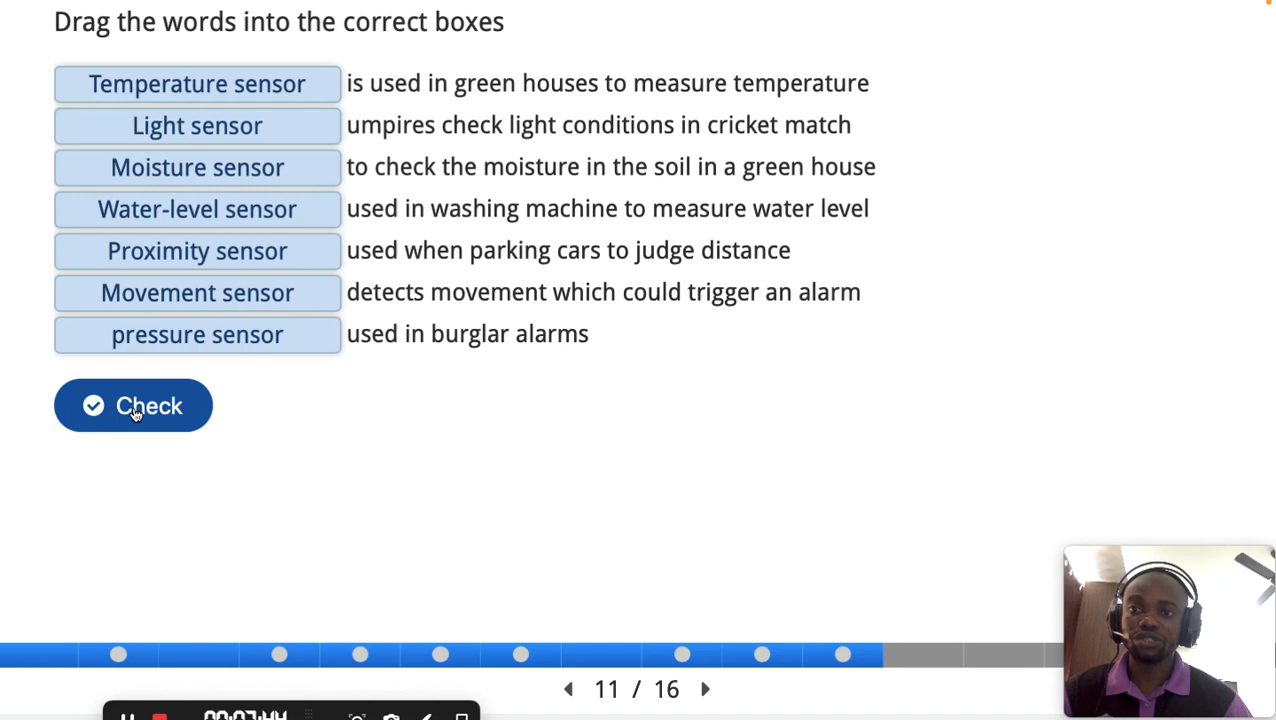 Drag the words into the correct boxes
Temperature sensor is used in green houses to measure temperature
Light sensor umpires check light conditions in cricket match
Moisture sensor to check the moisture in the soil in a green house
Water-level sensor used in washing machine to measure water level
Proximity sensor used when parking cars to judge distance
Movement sensor detects movement which could trigger an alarm
pressure sensor used in burglar alarms
Check
11 / 16